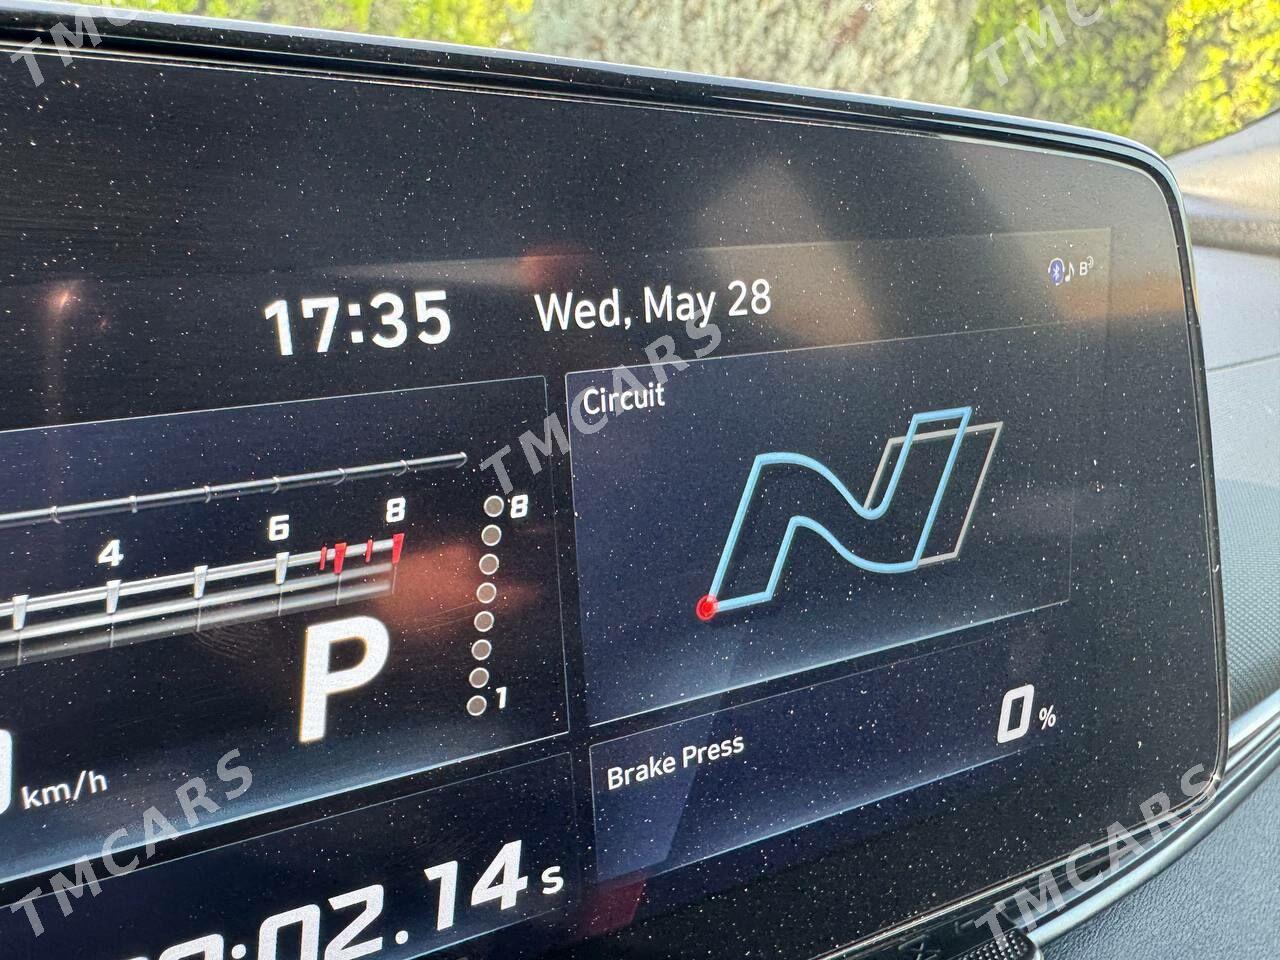 TMCARS
TMCARS
17:35
Wed, May 28
B
TMCARS
Circuit
4
6
8
8
P
1
km/h
Brake Press
0 %
TMCARS
:02.14 s
TMCARS